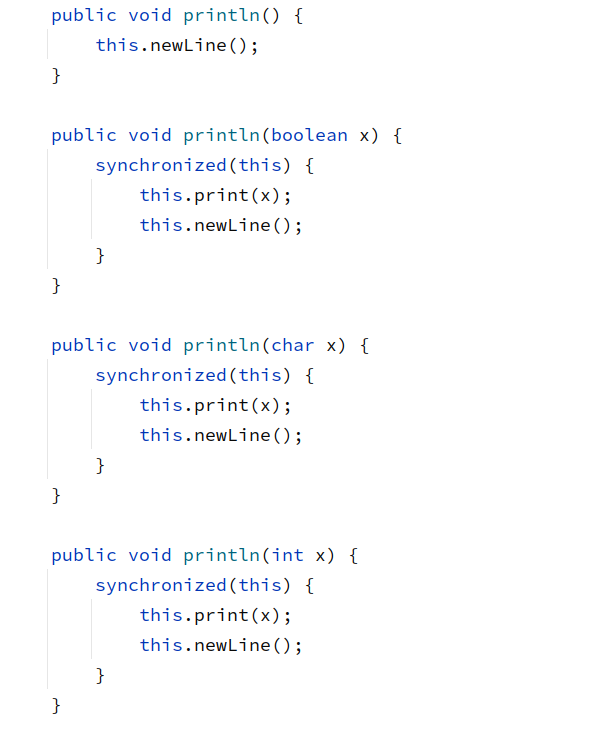 public void println() {
    this.newLine();
}

public void println(boolean x) {
    synchronized(this) {
        this.print(x);
        this.newLine();
    }
}

public void println(char x) {
    synchronized(this) {
        this.print(x);
        this.newLine();
    }
}

public void println(int x) {
    synchronized(this) {
        this.print(x);
        this.newLine();
    }
}